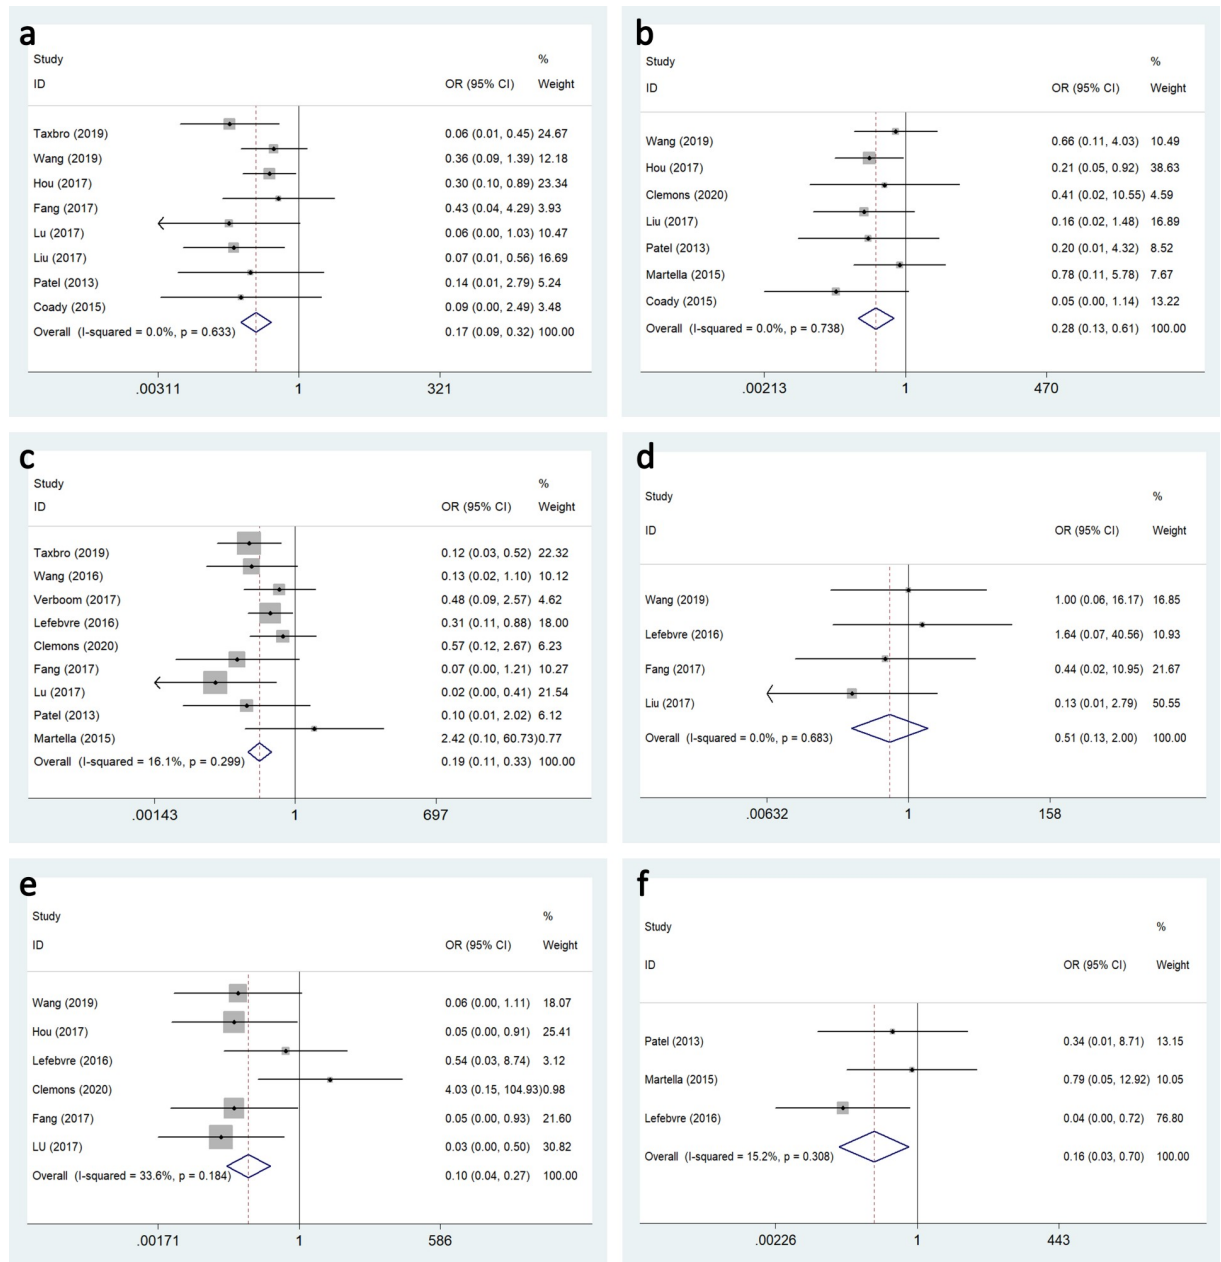 a
Study %
ID OR (95% CI) Weight
Taxbro (2019) 0.06 (0.01, 0.45) 24.67
Wang (2019) 0.36 (0.09, 1.39) 12.18
Hou (2017) 0.30 (0.10, 0.89) 23.34
Fang (2017) 0.43 (0.04, 4.29) 3.93
Lu (2017) 0.06 (0.00, 1.03) 10.47
Liu (2017) 0.07 (0.01, 0.56) 16.69
Patel (2013) 0.14 (0.01, 2.79) 5.24
Coady (2015) 0.09 (0.00, 2.49) 3.48
Overall (I-squared = 0.0%, p = 0.633) 0.17 (0.09, 0.32) 100.00
.00311 1 321
b
Study %
ID OR (95% CI) Weight
Wang (2019) 0.66 (0.11, 4.03) 10.49
Hou (2017) 0.21 (0.05, 0.92) 38.63
Clemons (2020) 0.41 (0.02, 10.55) 4.59
Liu (2017) 0.16 (0.02, 1.48) 16.89
Patel (2013) 0.20 (0.01, 4.32) 8.52
Martella (2015) 0.78 (0.11, 5.78) 7.67
Coady (2015) 0.05 (0.00, 1.14) 13.22
Overall (I-squared = 0.0%, p = 0.738) 0.28 (0.13, 0.61) 100.00
.00213 1 470
c
Study %
ID OR (95% CI) Weight
Taxbro (2019) 0.12 (0.03, 0.52) 22.32
Wang (2016) 0.13 (0.02, 1.10) 10.12
Verboom (2017) 0.48 (0.09, 2.57) 4.62
Lefebvre (2016) 0.31 (0.11, 0.88) 18.00
Clemons (2020) 0.57 (0.12, 2.67) 6.23
Fang (2017) 0.07 (0.00, 1.21) 10.27
Lu (2017) 0.02 (0.00, 0.41) 21.54
Patel (2013) 0.10 (0.01, 2.02) 6.12
Martella (2015) 2.42 (0.10, 60.73) 0.77
Overall (I-squared = 16.1%, p = 0.299) 0.19 (0.11, 0.33) 100.00
.00143 1 697
d
Study %
ID OR (95% CI) Weight
Wang (2019) 1.00 (0.06, 16.17) 16.85
Lefebvre (2016) 1.64 (0.07, 40.56) 10.93
Fang (2017) 0.44 (0.02, 10.95) 21.67
Liu (2017) 0.13 (0.01, 2.79) 50.55
Overall (I-squared = 0.0%, p = 0.683) 0.51 (0.13, 2.00) 100.00
.00632 1 158
e
Study %
ID OR (95% CI) Weight
Wang (2019) 0.06 (0.00, 1.11) 18.07
Hou (2017) 0.05 (0.00, 0.91) 25.41
Lefebvre (2016) 0.54 (0.03, 8.74) 3.12
Clemons (2020) 4.03 (0.15, 104.93) 0.98
Fang (2017) 0.05 (0.00, 0.93) 21.60
LU (2017) 0.03 (0.00, 0.50) 30.82
Overall (I-squared = 33.6%, p = 0.184) 0.10 (0.04, 0.27) 100.00
.00171 1 586
f
Study %
ID OR (95% CI) Weight
Patel (2013) 0.34 (0.01, 8.71) 13.15
Martella (2015) 0.79 (0.05, 12.92) 10.05
Lefebvre (2016) 0.04 (0.00, 0.72) 76.80
Overall (I-squared = 15.2%, p = 0.308) 0.16 (0.03, 0.70) 100.00
.00226 1 443